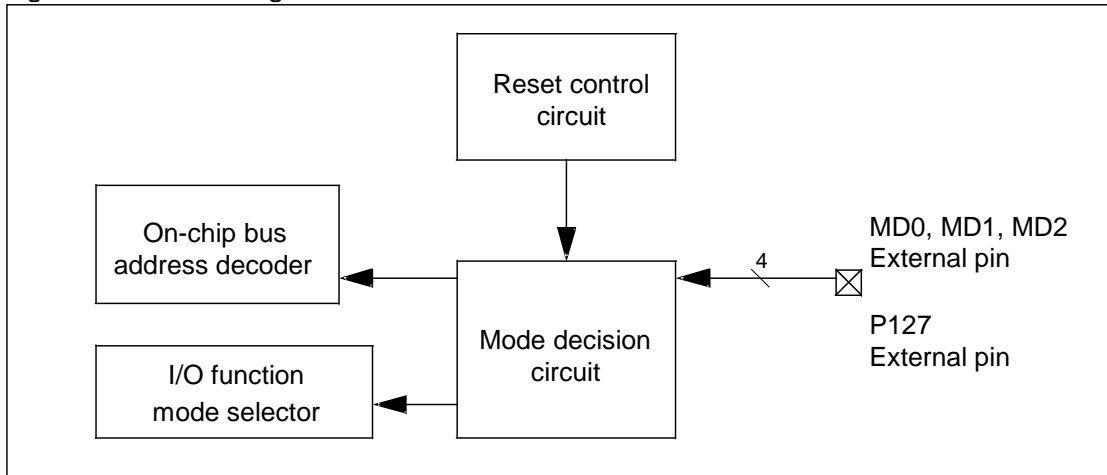 Reset control
circuit
On-chip bus
address decoder
MD0, MD1, MD2
External pin
4
P127
External pin
Mode decision
circuit
I/O function
mode selector